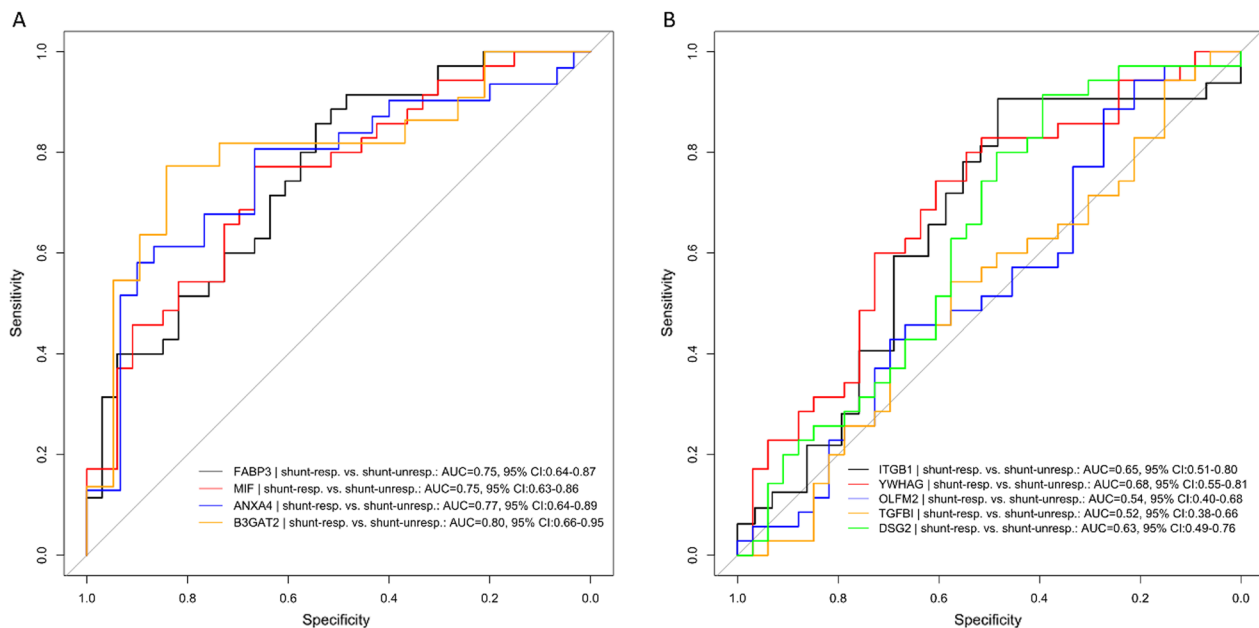 A
B
1.0
0.8
0.6
0.4
0.2
0.0
Sensitivity
FABP3 | shunt-resp. vs. shunt-unresp.: AUC=0.75, 95% CI:0.64-0.87
MIF | shunt-resp. vs. shunt-unresp.: AUC=0.75, 95% CI:0.63-0.86
ANXA4 | shunt-resp. vs. shunt-unresp.: AUC=0.77, 95% CI:0.64-0.89
B3GAT2 | shunt-resp. vs. shunt-unresp.: AUC=0.80, 95% CI:0.66-0.95
1.0 0.8 0.6 0.4 0.2 0.0
Specificity
1.0
0.8
0.6
0.4
0.2
0.0
Sensitivity
ITGB1 | shunt-resp. vs. shunt-unresp.: AUC=0.65, 95% CI:0.51-0.80
YWHAG | shunt-resp. vs. shunt-unresp.: AUC=0.68, 95% CI:0.55-0.81
OLFM2 | shunt-resp. vs. shunt-unresp.: AUC=0.54, 95% CI:0.40-0.68
TGFBI | shunt-resp. vs. shunt-unresp.: AUC=0.52, 95% CI:0.38-0.66
DSG2 | shunt-resp. vs. shunt-unresp.: AUC=0.63, 95% CI:0.49-0.76
1.0 0.8 0.6 0.4 0.2 0.0
Specificity